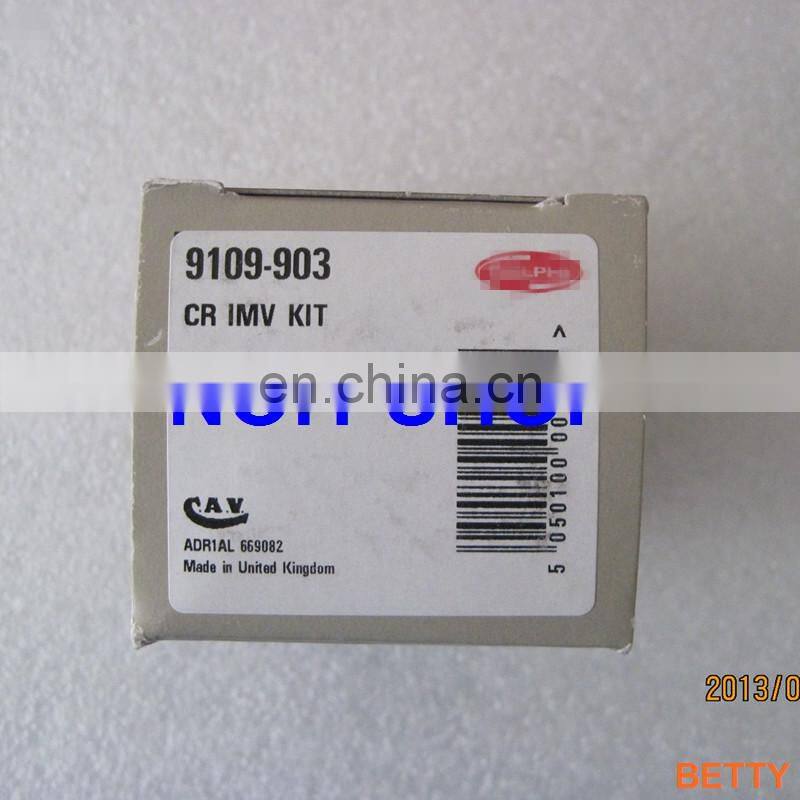 9109-903
CR IMV KIT
^
en.china.cn
C.A.V.
ADR1AL 669082
Made in United Kingdom
5 050100 00
2013/0
BETTY